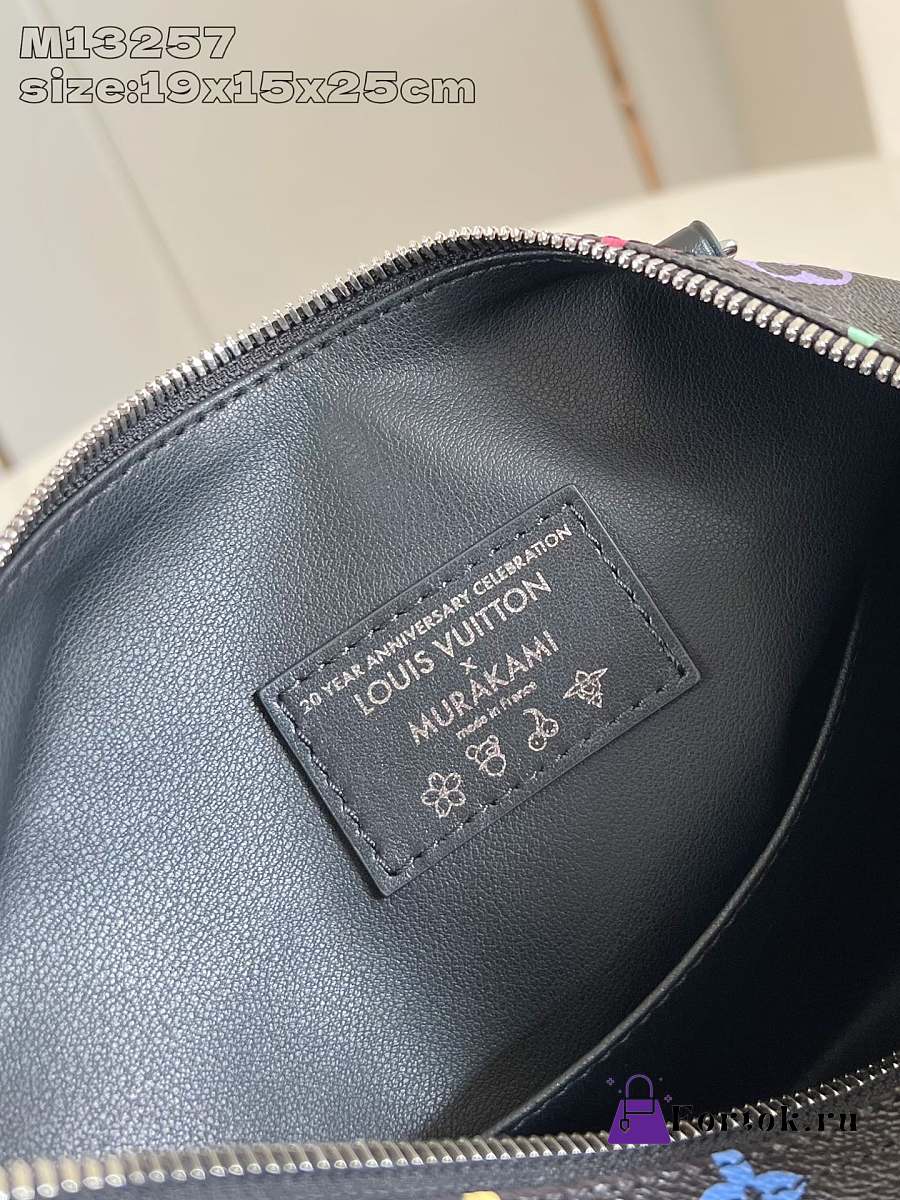 M13257
size:19x15x25cm
20 YEAR ANNIVERSARY CELEBRATION
LOUIS VUITTON
x
MURAKAMI
made in France
Fortok.ru